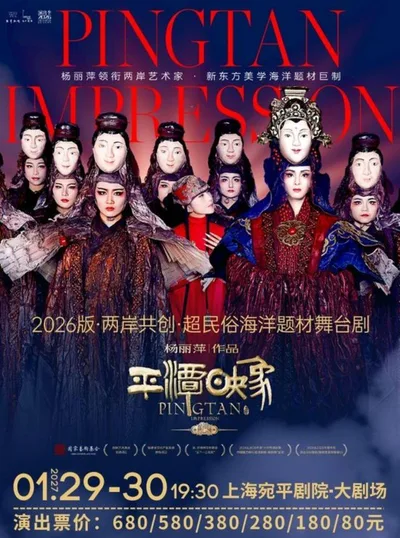 PINGTAN
杨丽萍领衔两岸艺术家 · 新东方美学海洋题材巨制
IMPRESSION
2026版·两岸共创·超民俗海洋题材舞台剧
杨丽萍|作品
平潭映象
PINGTAN
IMPRESSION
2027
01.29-30 19:30 上海宛平剧院·大剧场
演出票价：680/580/380/280/180/80元